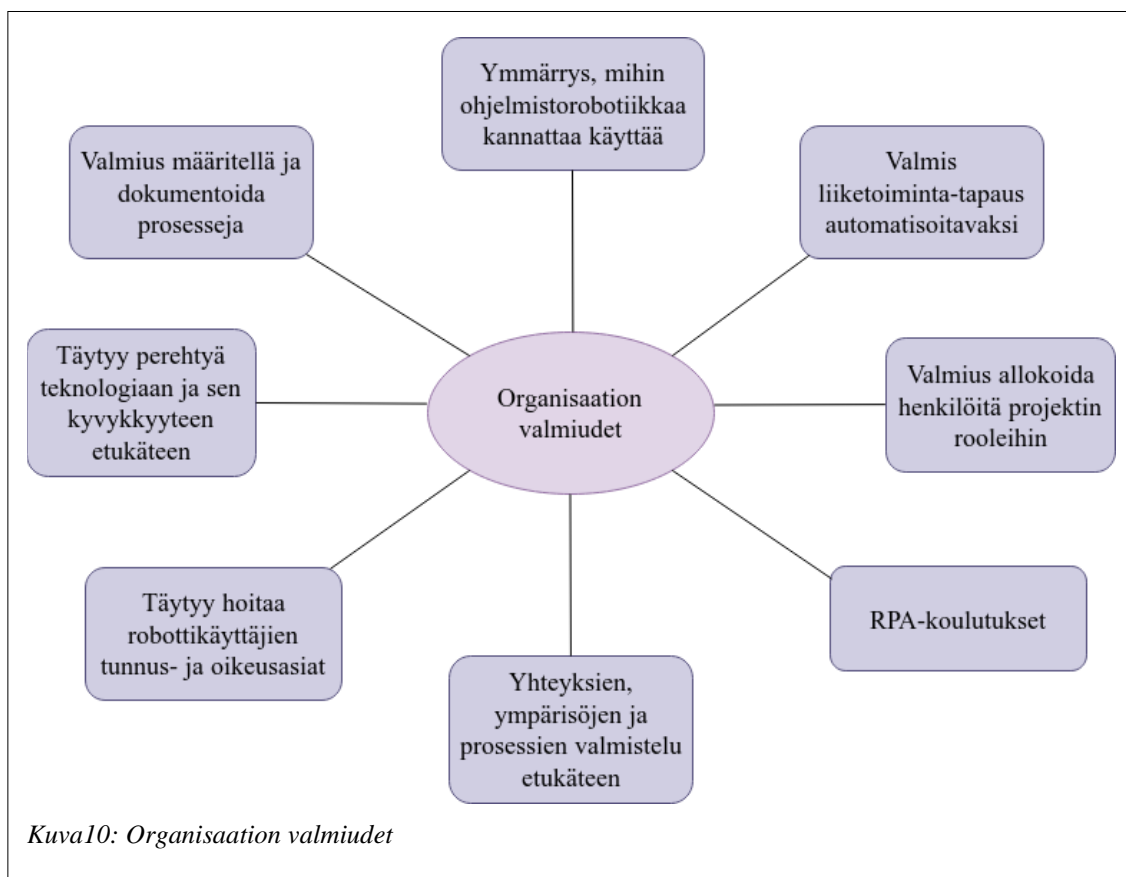 Ymmärrys, mihin
ohjelmistorobotiikkaa
kannattaa käyttää
Valmius määritellä ja
dokumentoida
prosesseja
Valmis
liiketoiminta-tapaus
automatisoitavaksi
Täytyy perehtyä
teknologiaan ja sen
kyvykkyyteen
etukäteen
Organisaation
valmiudet
Valmius allokoida
henkilöitä projektin
rooleihin
Täytyy hoitaa
robottikäyttäjien
tunnus- ja oikeusasiat
RPA-koulutukset
Yhteyksien,
ympärisöjen ja
prosessien valmistelu
etukäteen
Kuva10: Organisaation valmiudet